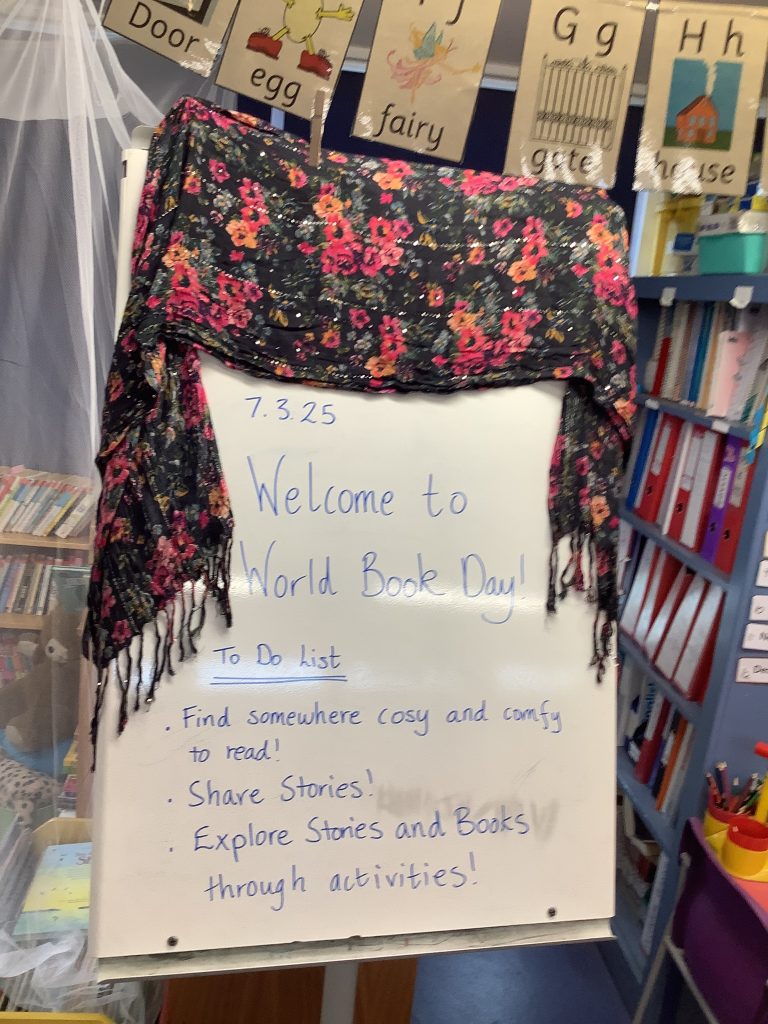 Door
egg
fairy
G g
gate
H h
house
7.3.25
Welcome to
World Book Day!
To Do List
. Find somewhere cosy and comfy
to read!
. Share Stories!
. Explore Stories and Books
through activities!